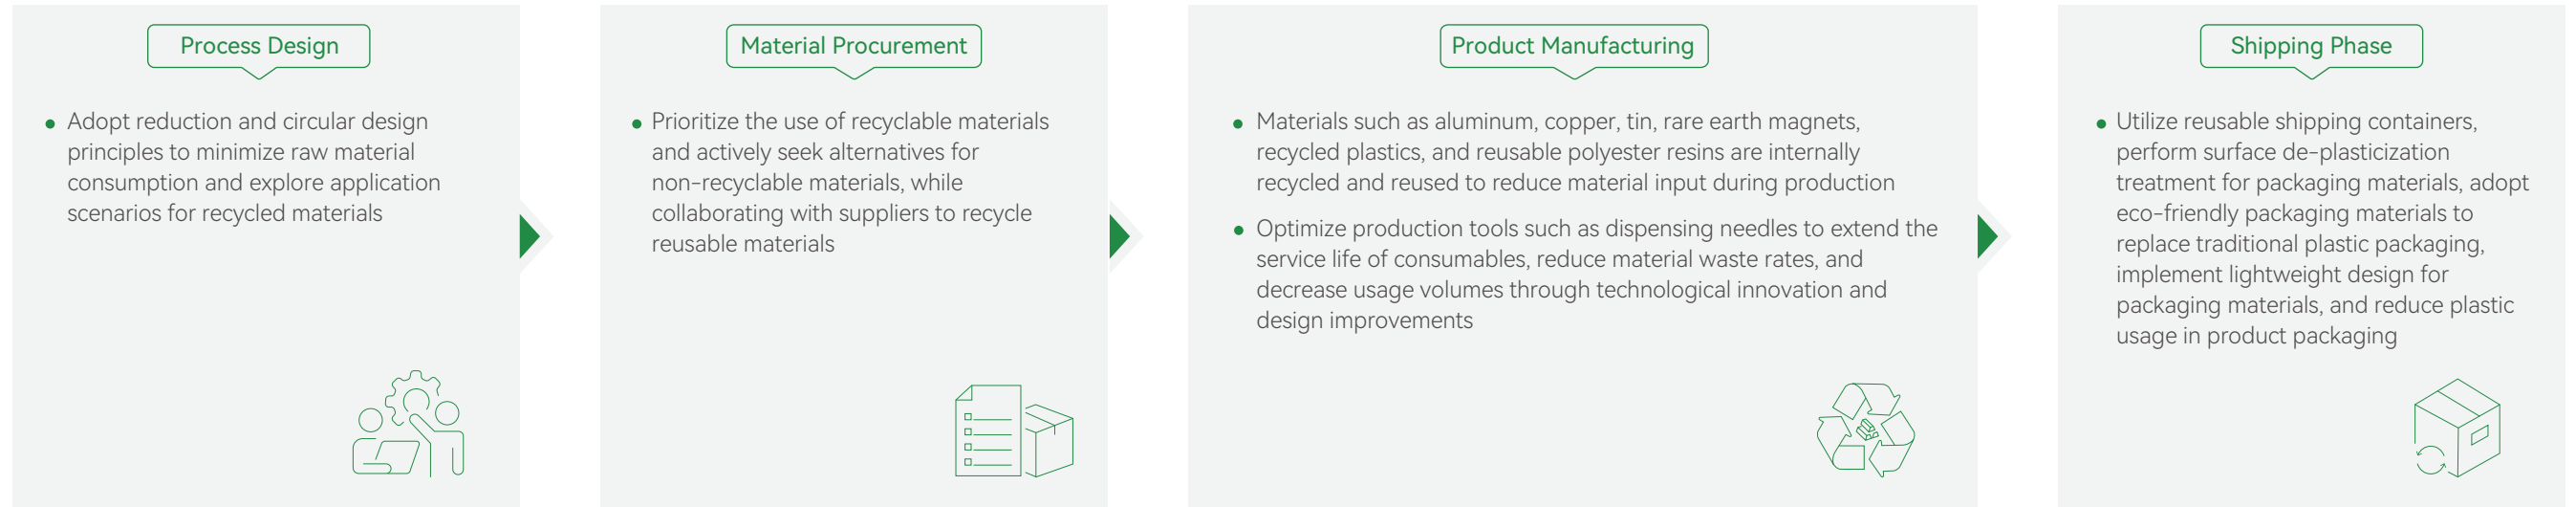 Process Design
Adopt reduction and circular design
principles to minimize raw material
consumption and explore application
scenarios for recycled materials
Material Procurement
Prioritize the use of recyclable materials
and actively seek alternatives for
non-recyclable materials, while
collaborating with suppliers to recycle
reusable materials
Product Manufacturing
Materials such as aluminum, copper, tin, rare earth magnets,
recycled plastics, and reusable polyester resins are internally
recycled and reused to reduce material input during production
Optimize production tools such as dispensing needles to extend the
service life of consumables, reduce material waste rates, and
decrease usage volumes through technological innovation and
design improvements
Shipping Phase
Utilize reusable shipping containers,
perform surface de-plasticization
treatment for packaging materials, adopt
eco-friendly packaging materials to
replace traditional plastic packaging,
implement lightweight design for
packaging materials, and reduce plastic
usage in product packaging